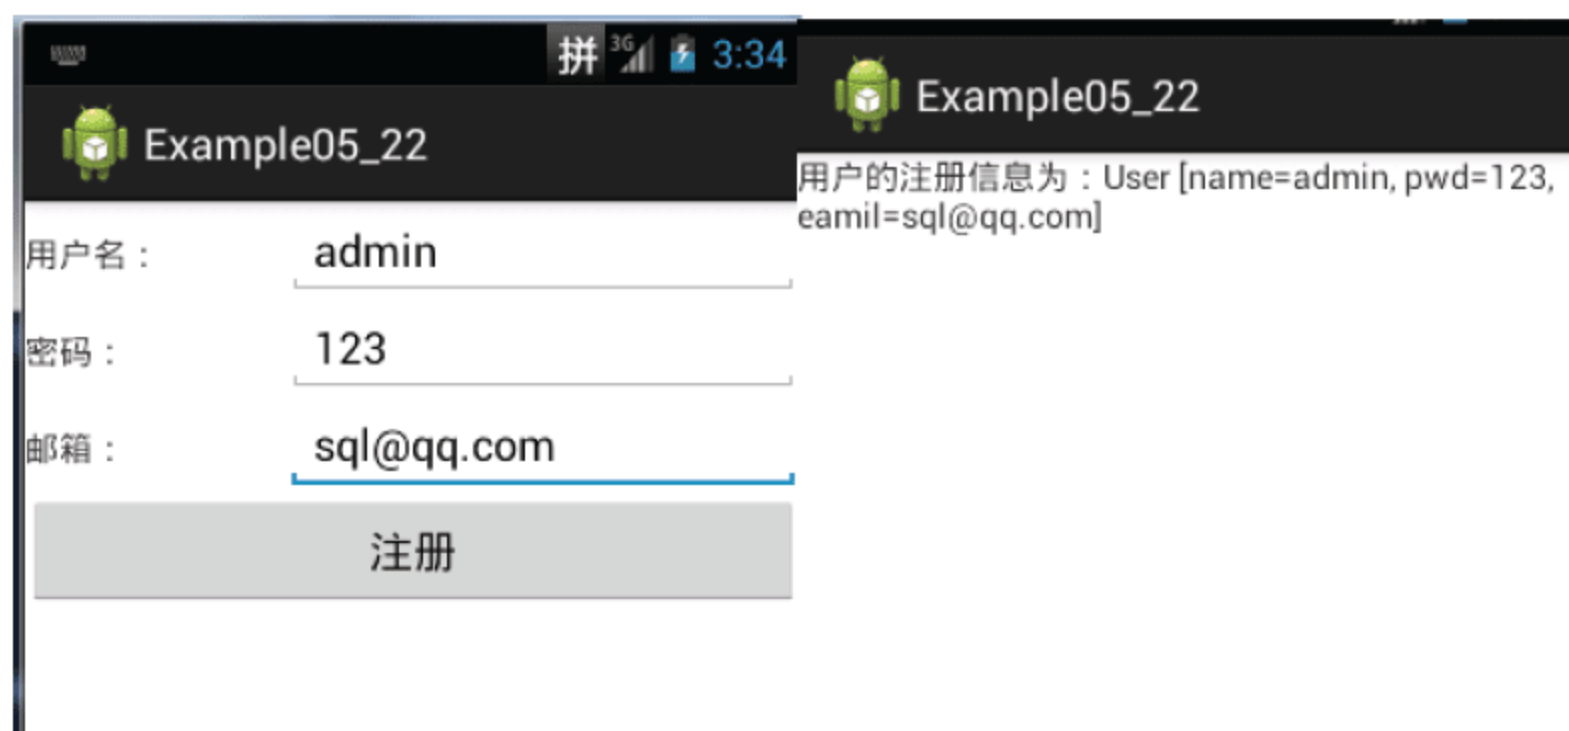 拼 3G 3:34
Example05_22
用户名：
admin
密码：
123
邮箱：
sql@qq.com
注册
Example05_22
用户的注册信息为：User [name=admin, pwd=123,
eamil=sql@qq.com]